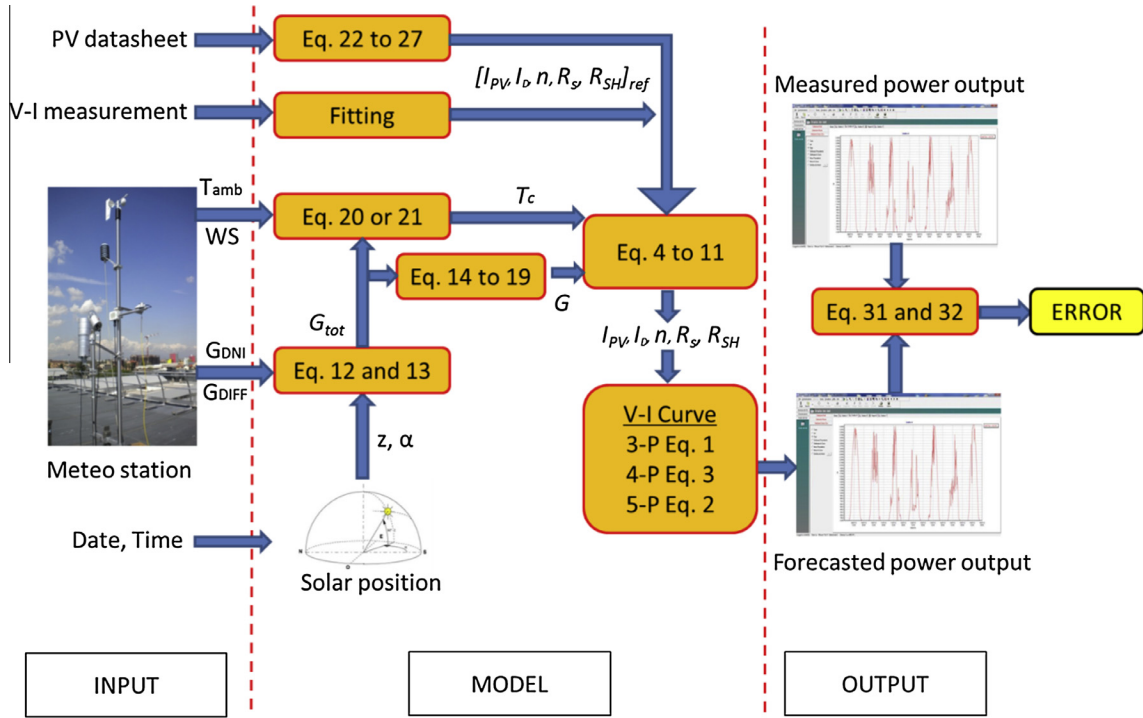 PV datasheet
Eq. 22 to 27
[I_PV, I_0, n, R_S, R_SH]_ref
V-I measurement
Fitting
Measured power output
T_amb
WS
Eq. 20 or 21
T_c
Eq. 4 to 11
Eq. 14 to 19
G
G_tot
Eq. 31 and 32
ERROR
I_PV, I_0, n, R_S, R_SH
G_DNI
G_DIFF
Eq. 12 and 13
z, α
V-I Curve
3-P Eq. 1
4-P Eq. 3
5-P Eq. 2
Meteo station
Date, Time
Solar position
Forecasted power output
INPUT
MODEL
OUTPUT